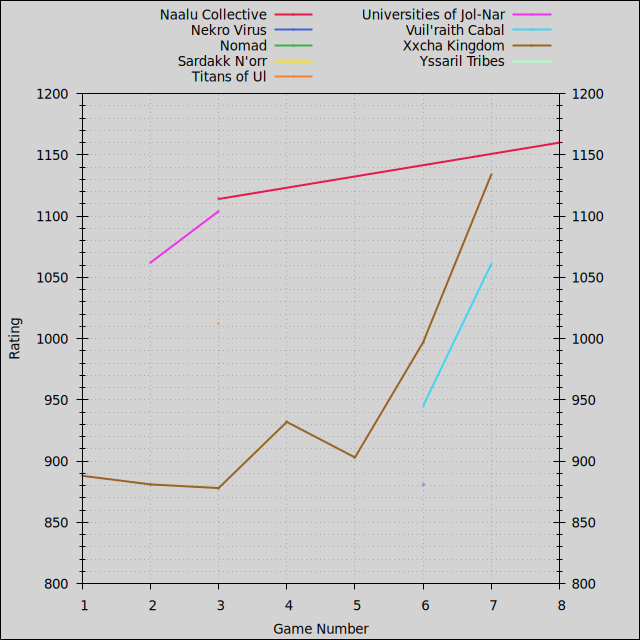 Naalu Collective
Nekro Virus
Nomad
Sardakk N'orr
Titans of Ul
Universities of Jol-Nar
Vuil'raith Cabal
Xxcha Kingdom
Yssaril Tribes
1200 1200
1150 1150
1100 1100
1050 1050
1000 1000
950 950
900 900
850 850
800 800
Rating
1 2 3 4 5 6 7 8
Game Number